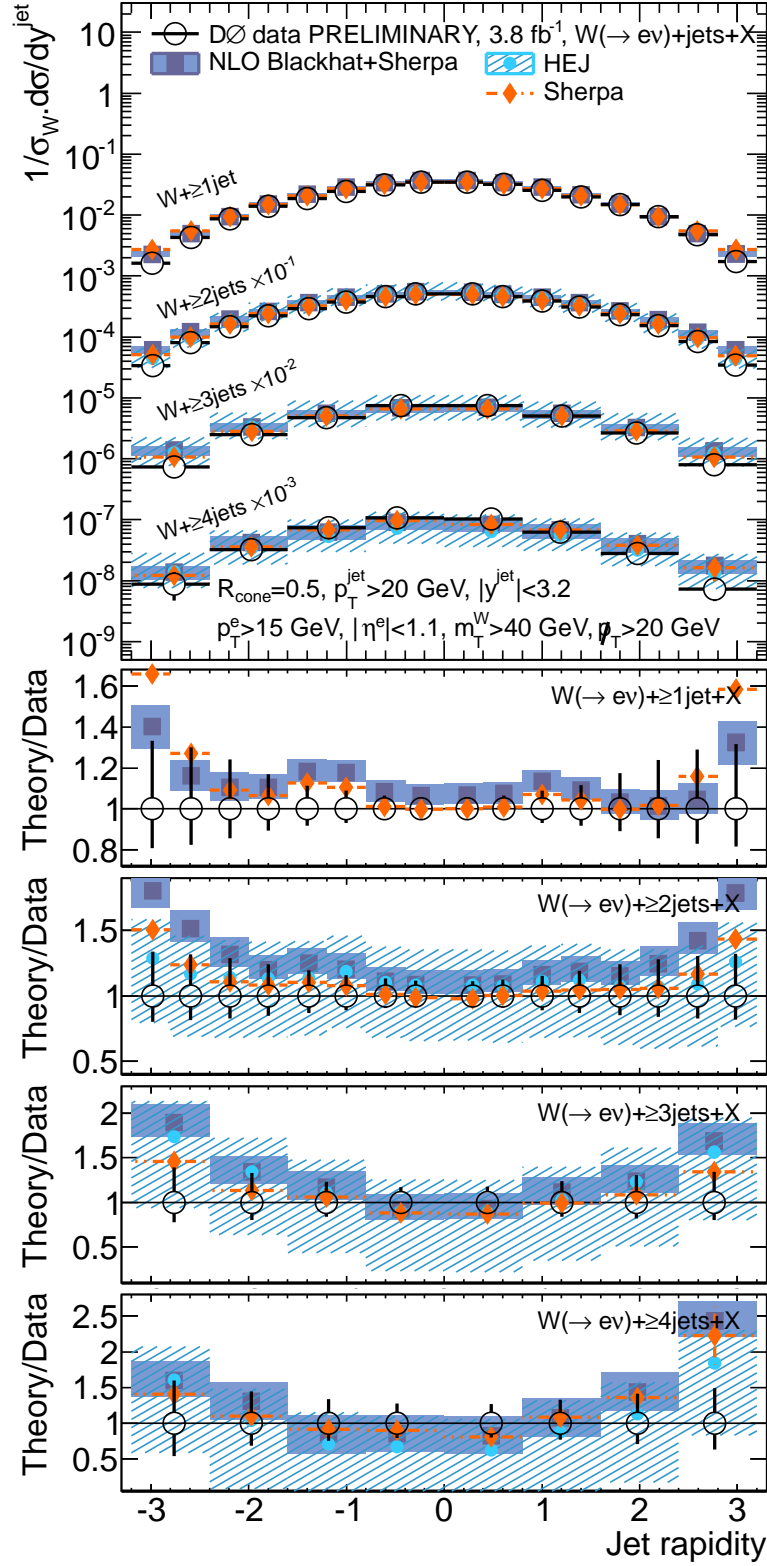 DØ data PRELIMINARY, 3.8 fb⁻¹, W(→ eν)+jets+X
NLO Blackhat+Sherpa
HEJ
Sherpa
1/σ_W.dσ/dy^jet
10
1
10⁻¹
10⁻²
10⁻³
10⁻⁴
10⁻⁵
10⁻⁶
10⁻⁷
10⁻⁸
10⁻⁹
W+≥1jet
W+≥2jets ×10⁻¹
W+≥3jets ×10⁻²
W+≥4jets ×10⁻³
R_cone=0.5, p_T^jet>20 GeV, |y^jet|<3.2
p_T^e>15 GeV, |η^e|<1.1, m_T^W>40 GeV, p̸_T>20 GeV
W(→ eν)+≥1jet+X
Theory/Data
1.6
1.4
1.2
1
0.8
W(→ eν)+≥2jets+X
Theory/Data
1.5
1
0.5
W(→ eν)+≥3jets+X
Theory/Data
2
1.5
1
0.5
W(→ eν)+≥4jets+X
Theory/Data
2.5
2
1.5
1
0.5
-3 -2 -1 0 1 2 3
Jet rapidity